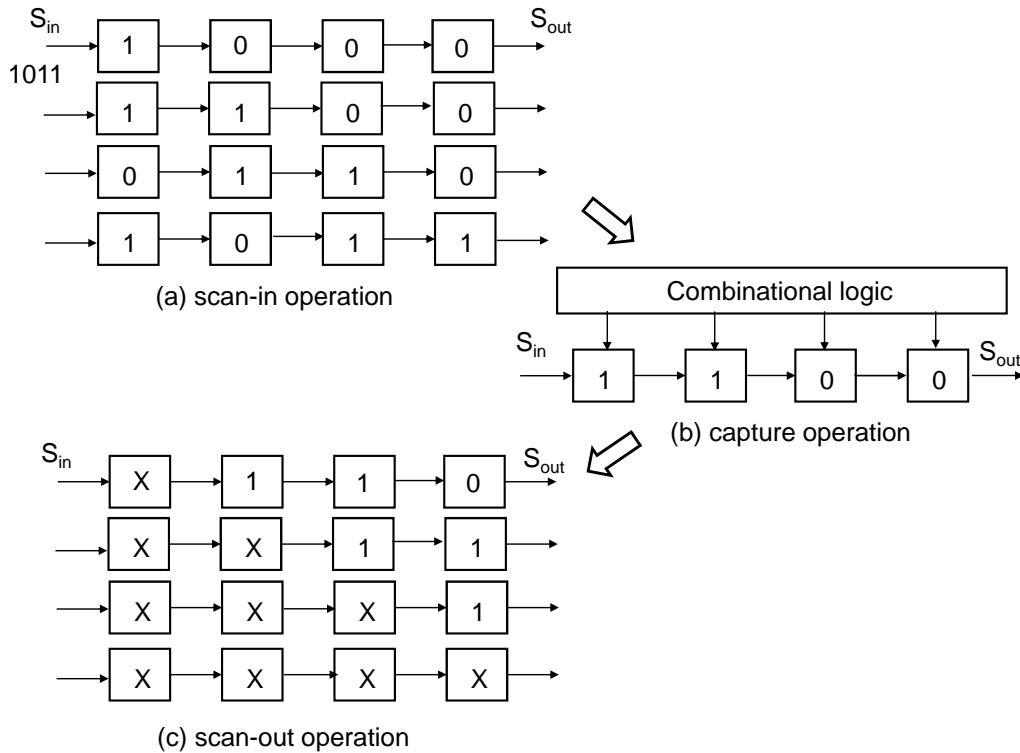 S_in S_out
1 0 0 0
1011
1 1 0 0
0 1 1 0
1 0 1 1
(a) scan-in operation
Combinational logic
S_in S_out
1 1 0 0
(b) capture operation
S_in S_out
X 1 1 0
X X 1 1
X X X 1
X X X X
(c) scan-out operation